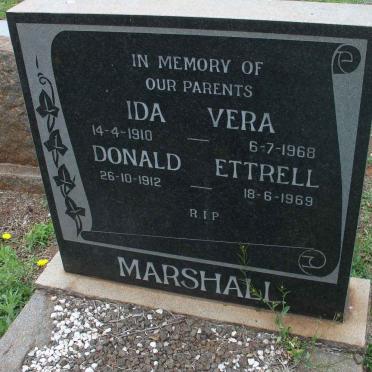 IN MEMORY OF
OUR PARENTS
IDA VERA
14-4-1910 — 6-7-1968
DONALD ETTRELL
26-10-1912 — 18-6-1969
R.I.P
MARSHALL